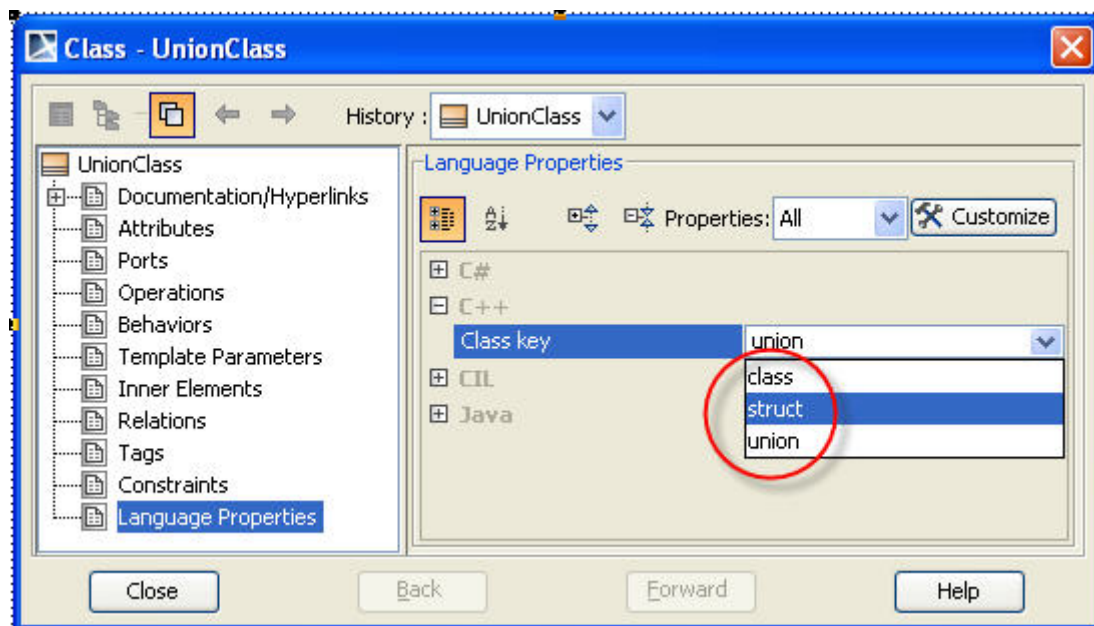 Class - UnionClass
History : UnionClass
UnionClass
Documentation/Hyperlinks
Attributes
Ports
Operations
Behaviors
Template Parameters
Inner Elements
Relations
Tags
Constraints
Language Properties
Language Properties
Properties: All Customize
C#
C++
Class key union
class
struct
union
CIL
Java
Close Back Forward Help